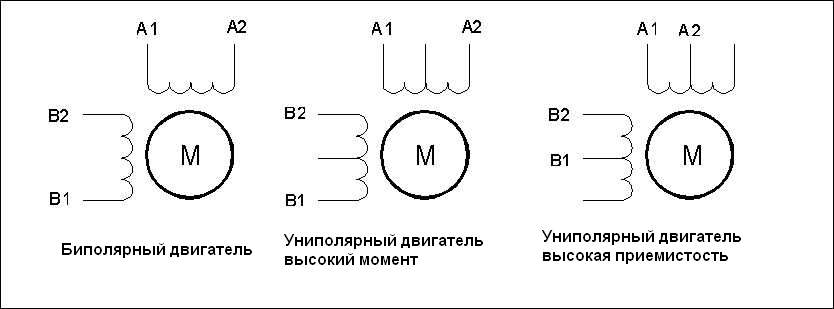 A1 A2
B2
M
B1
Биполярный двигатель
A1 A2
B2
M
B1
Униполярный двигатель
высокий момент
A1 A2
B2
B1
M
Униполярный двигатель
высокая приемистость